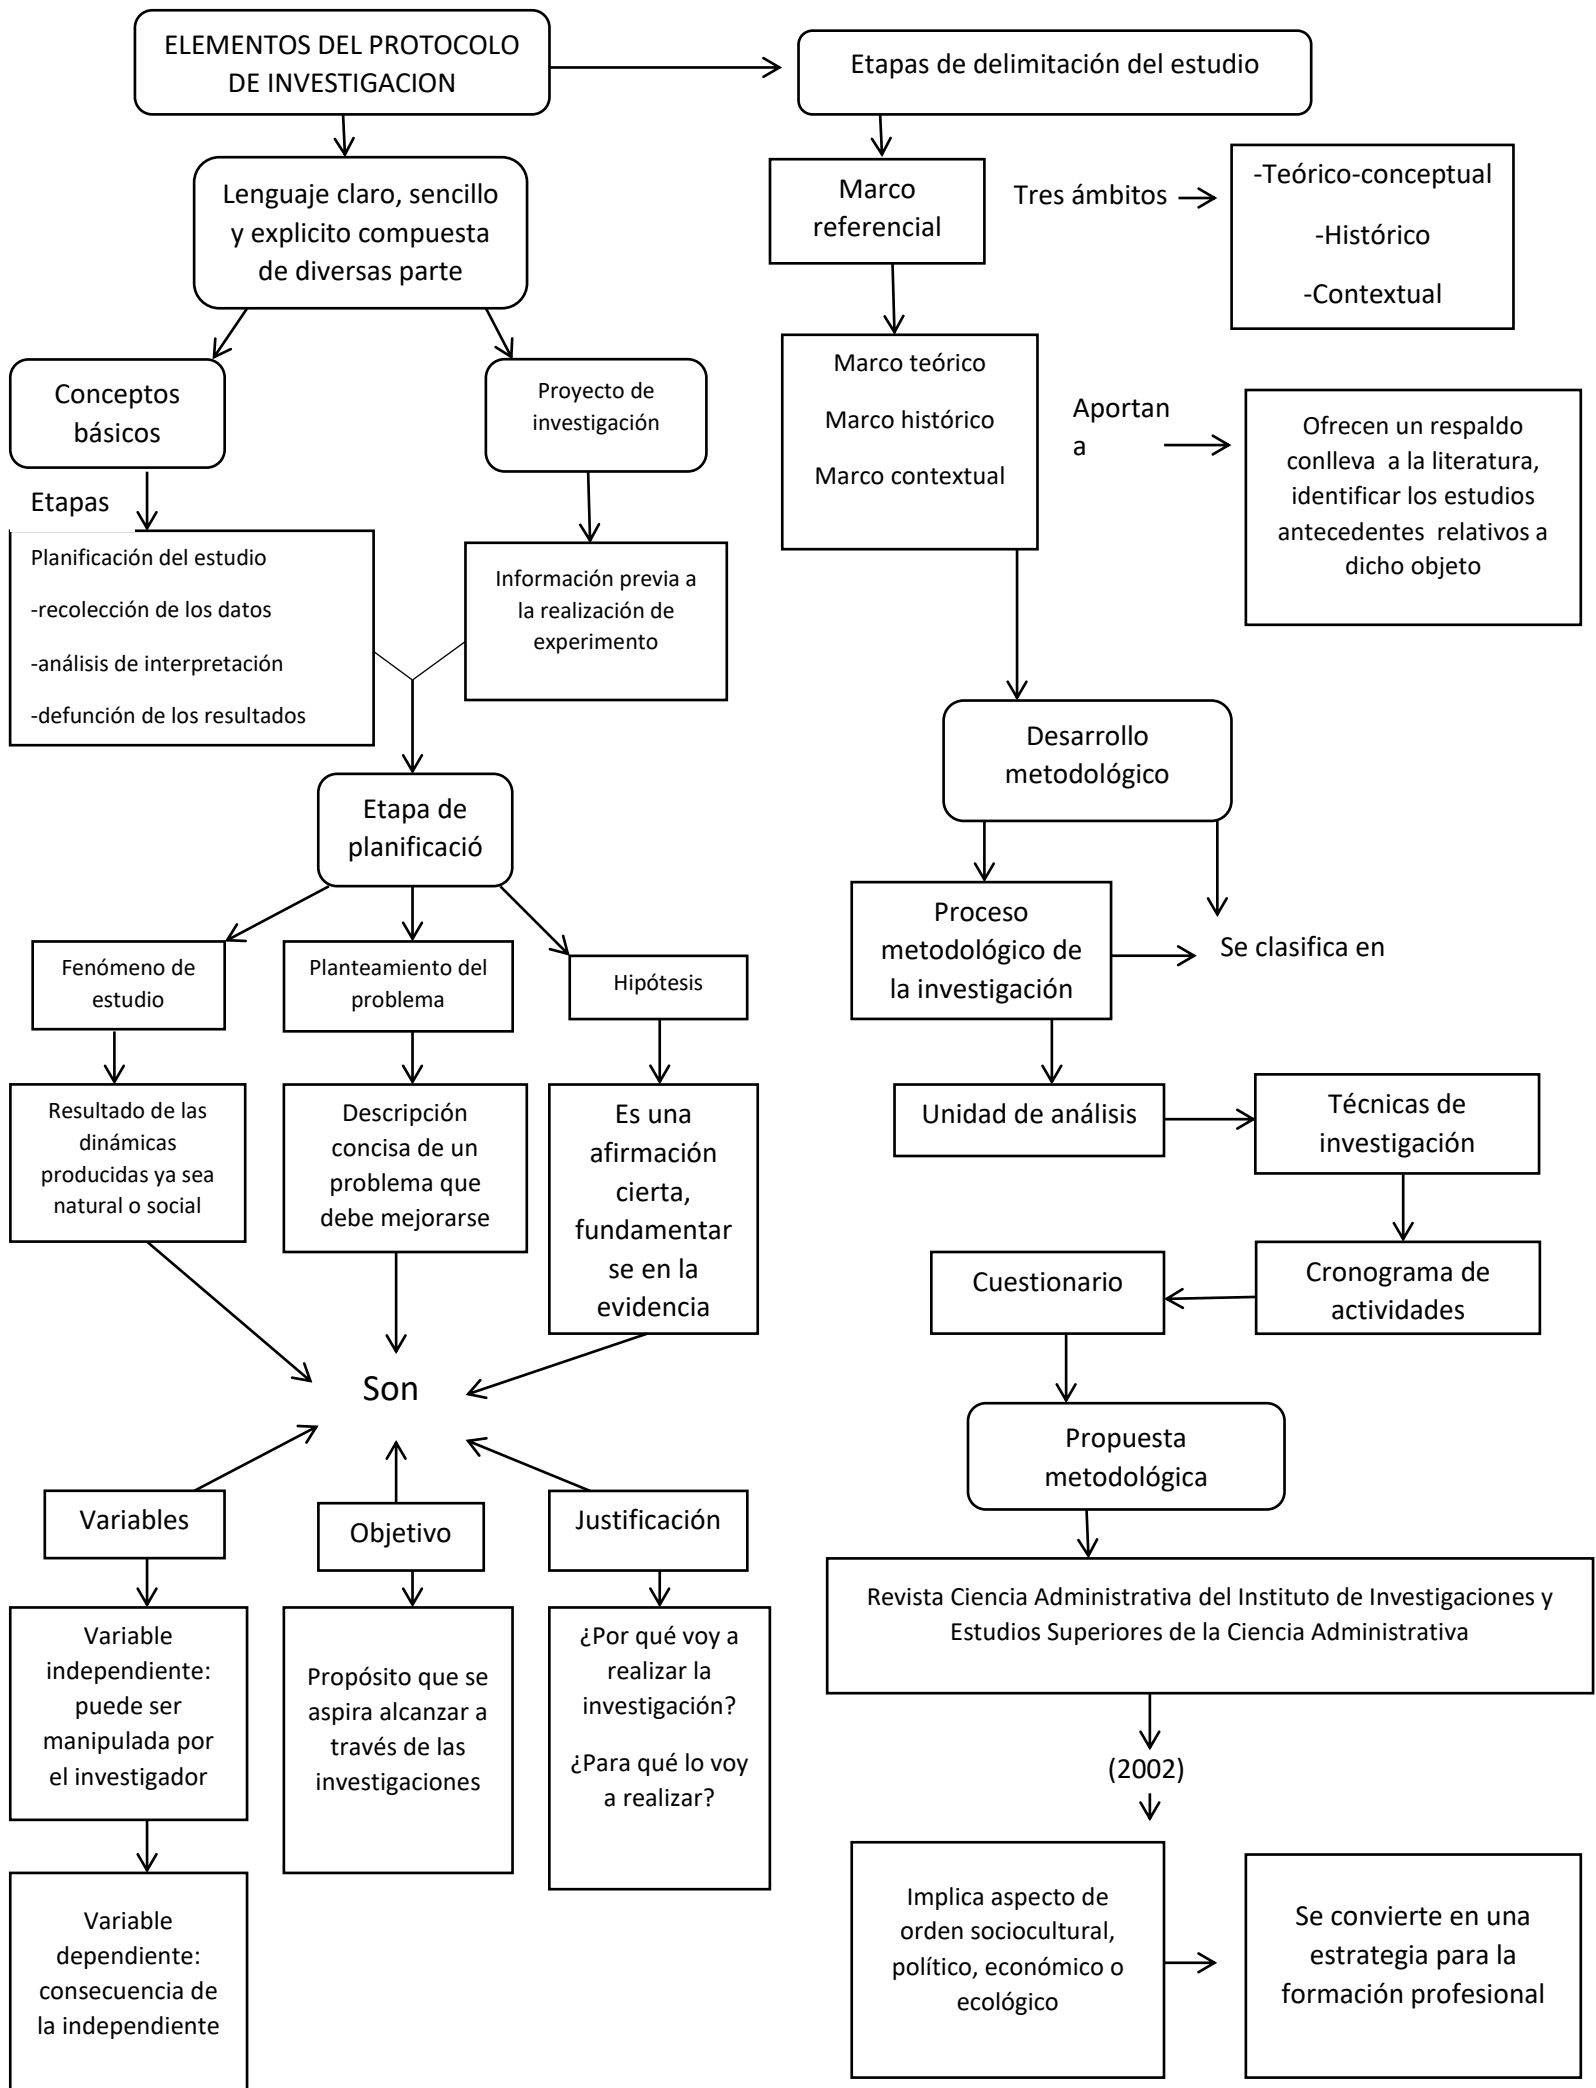 ELEMENTOS DEL PROTOCOLO
DE INVESTIGACION
Lenguaje claro, sencillo
y explicito compuesta
de diversas parte
Conceptos
básicos
Proyecto de
investigación
Etapas
Planificación del estudio
-recolección de los datos
-análisis de interpretación
-defunción de los resultados
Información previa a
la realización de
experimento
Etapa de
planificació
Fenómeno de
estudio
Planteamiento del
problema
Hipótesis
Resultado de las
dinámicas
producidas ya sea
natural o social
Descripción
concisa de un
problema que
debe mejorarse
Es una
afirmación
cierta,
fundamentar
se en la
evidencia
Son
Variables
Objetivo
Justificación
Variable
independiente:
puede ser
manipulada por
el investigador
Propósito que se
aspira alcanzar a
través de las
investigaciones
¿Por qué voy a
realizar la
investigación?
¿Para qué lo voy
a realizar?
Variable
dependiente:
consecuencia de
la independiente
Etapas de delimitación del estudio
Marco
referencial
Tres ámbitos
-Teórico-conceptual
-Histórico
-Contextual
Marco teórico
Marco histórico
Marco contextual
Aportan
a
Ofrecen un respaldo
conlleva  a la literatura,
identificar los estudios
antecedentes  relativos a
dicho objeto
Desarrollo
metodológico
Proceso
metodológico de
la investigación
Se clasifica en
Unidad de análisis
Técnicas de
investigación
Cronograma de
actividades
Cuestionario
Propuesta
metodológica
Revista Ciencia Administrativa del Instituto de Investigaciones y
Estudios Superiores de la Ciencia Administrativa
(2002)
Implica aspecto de
orden sociocultural,
político, económico o
ecológico
Se convierte en una
estrategia para la
formación profesional